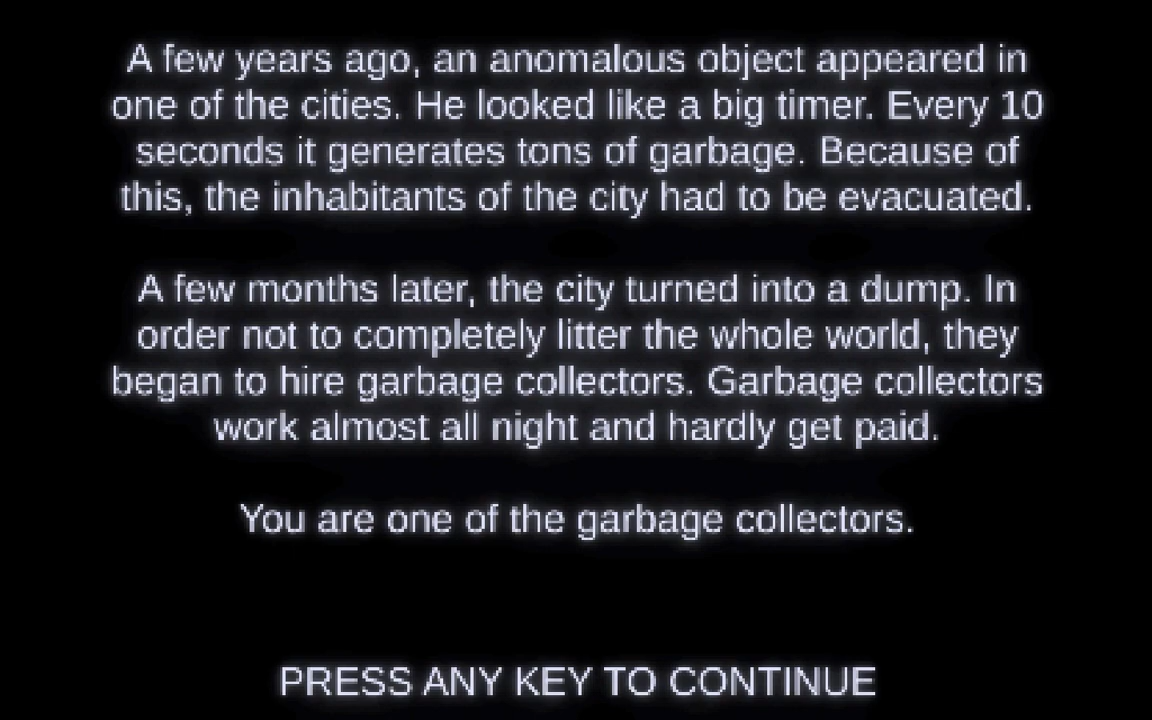 A few years ago, an anomalous object appeared in
one of the cities. He looked like a big timer. Every 10
seconds it generates tons of garbage. Because of
this, the inhabitants of the city had to be evacuated.
A few months later, the city turned into a dump. In
order not to completely litter the whole world, they
began to hire garbage collectors. Garbage collectors
work almost all night and hardly get paid.
You are one of the garbage collectors.
PRESS ANY KEY TO CONTINUE